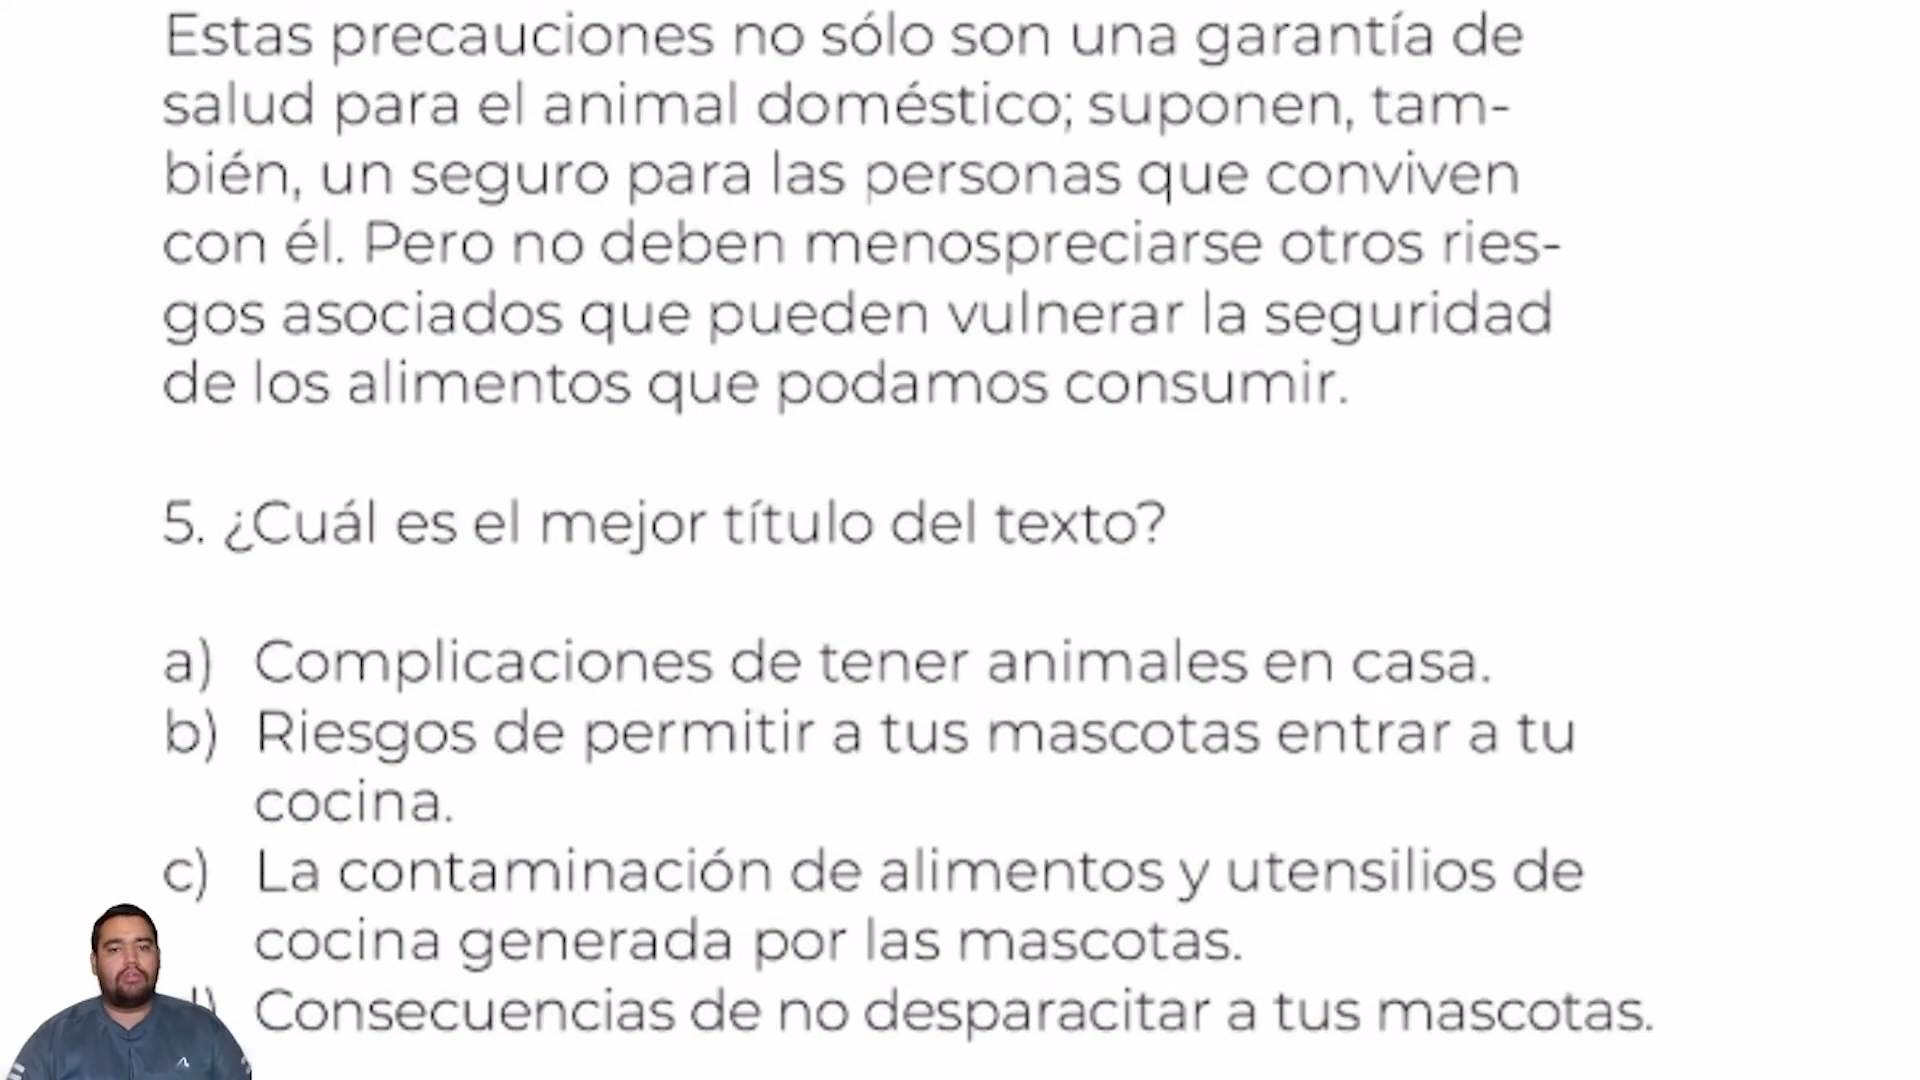 Estas precauciones no sólo son una garantía de
salud para el animal doméstico; suponen, tam-
bién, un seguro para las personas que conviven
con él. Pero no deben menospreciarse otros ries-
gos asociados que pueden vulnerar la seguridad
de los alimentos que podamos consumir.
5. ¿Cuál es el mejor título del texto?
a) Complicaciones de tener animales en casa.
b) Riesgos de permitir a tus mascotas entrar a tu
cocina.
c) La contaminación de alimentos y utensilios de
cocina generada por las mascotas.
d) Consecuencias de no desparacitar a tus mascotas.